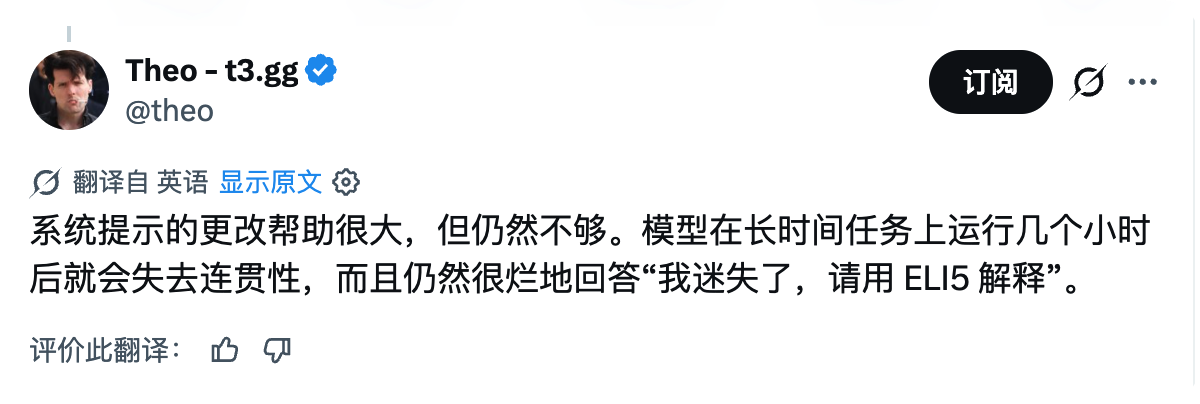 Theo - t3.gg
@theo
订阅
翻译自 英语 显示原文
系统提示的更改帮助很大，但仍然不够。模型在长时间任务上运行几个小时
后就会失去连贯性，而且仍然很烂地回答“我迷失了，请用 ELI5 解释”。
评价此翻译：